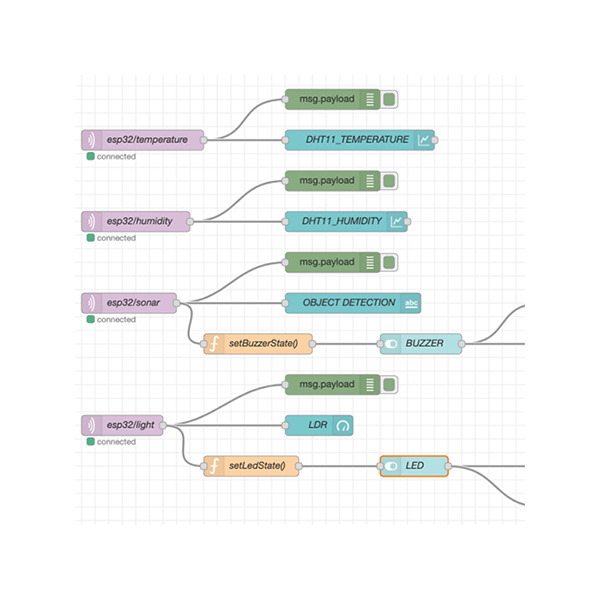 msg.payload
esp32/temperature
DHT11_TEMPERATURE
connected
msg.payload
esp32/humidity
DHT11_HUMIDITY
connected
msg.payload
esp32/sonar
OBJECT DETECTION
abc
connected
setBuzzerState()
BUZZER
msg.payload
esp32/light
LDR
connected
setLedState()
LED